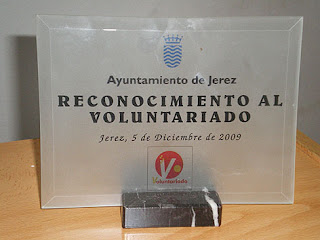 Ayuntamiento de Jerez
RECONOCIMIENTO AL
VOLUNTARIADO
Jerez, 5 de Diciembre de 2009
Voluntariado